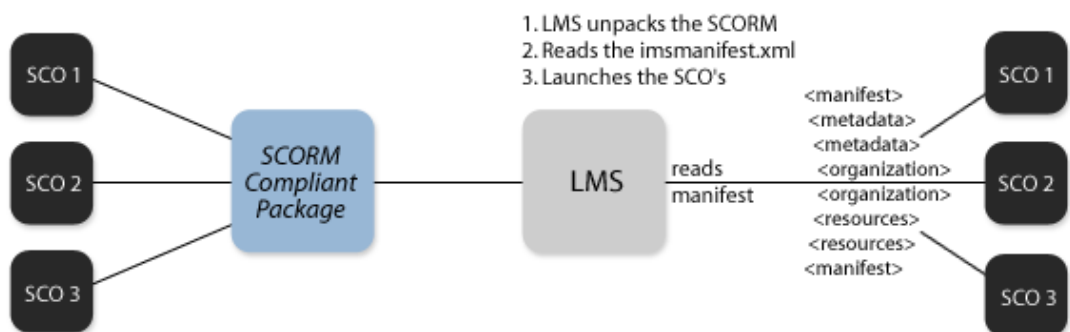 SCO 1
SCO 2
SCO 3
SCORM
Compliant
Package
1. LMS unpacks the SCORM
2. Reads the imsmanifest.xml
3. Launches the SCO's
LMS
reads
manifest
<manifest>
<metadata>
<metadata>
<organization>
<organization>
<resources>
<resources>
<manifest>
SCO 1
SCO 2
SCO 3